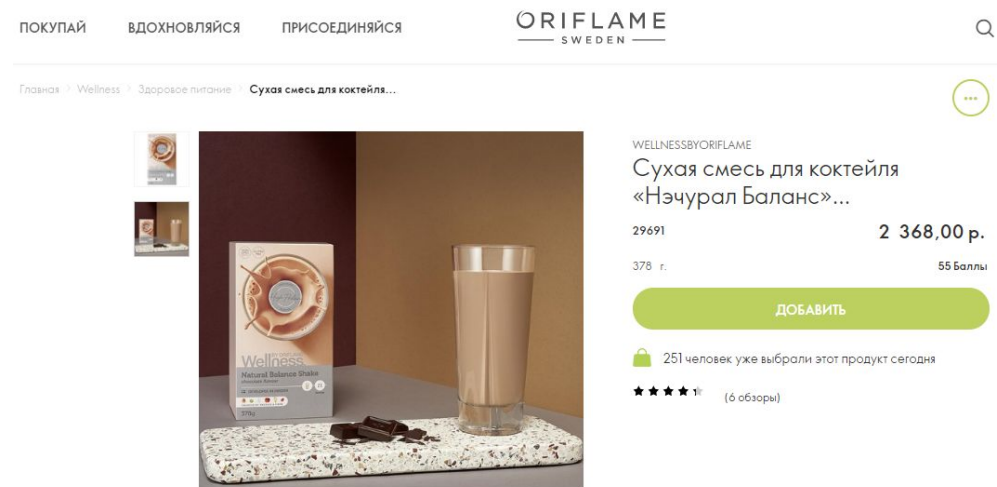 ПОКУПАЙ
ВДОХНОВЛЯЙСЯ
ПРИСОЕДИНЯЙСЯ
ORIFLAME
SWEDEN
Главная
Wellness
Здоровое питание
Сухая смесь для коктейля...
WELLNESSBYORIFLAME
Сухая смесь для коктейля
«Нэчурал Баланс»...
29691
2 368,00 р.
378 г.
55 Баллы
ДОБАВИТЬ
251 человек уже выбрали этот продукт сегодня
(6 обзоры)
Wellness
Natural Balance Shake